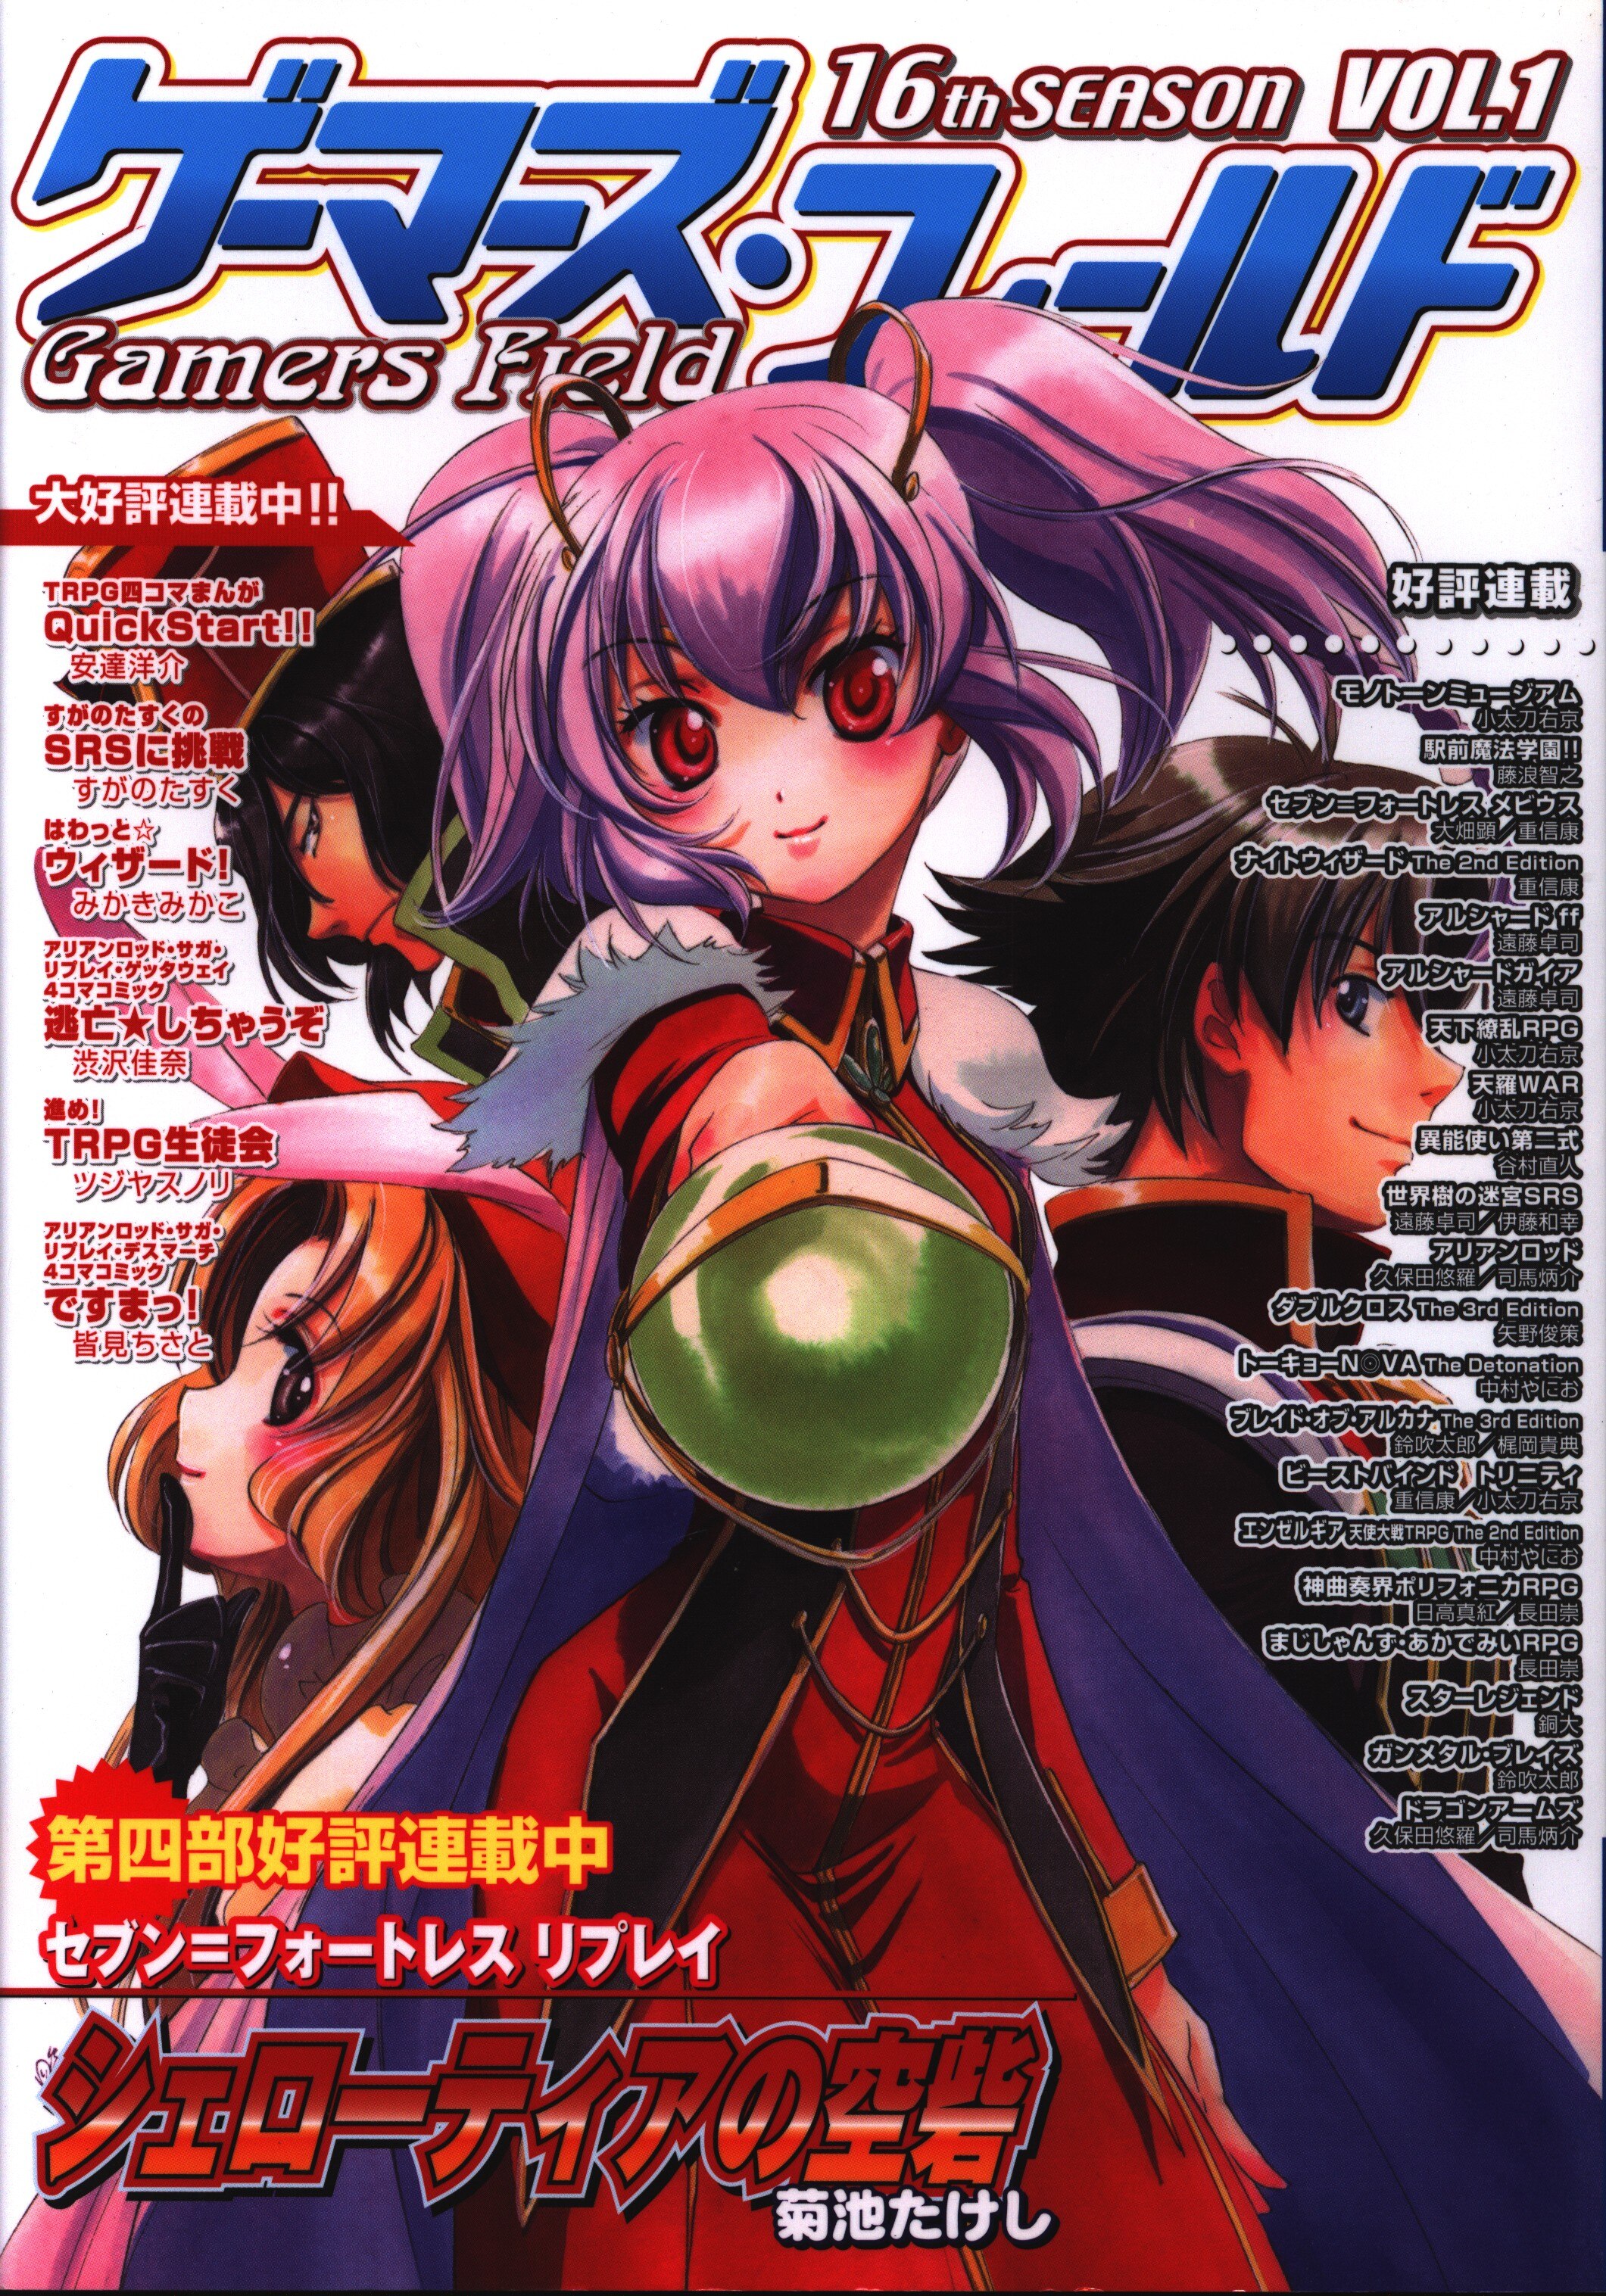 16th SEASON VOL.1
ゲーマーズ・フィールド
Gamers Field
大好評連載中!!
TRPG四コマまんが
QuickStart!!
安達洋介
すがのたすくの
SRSに挑戦
すがのたすく
はわっと☆
ウィザード!
みかきみかこ
アリアンロッド・サガ・
リプレイ・ゲッタウェイ
4コマコミック
逃亡★しちゃうぞ
渋沢佳奈
進め!
TRPG生徒会
ツジヤスノリ
アリアンロッド・サガ・
リプレイ・デスマーチ
4コマコミック
ですまっ!
皆見ちさと
好評連載
モノトーンミュージアム
小太刀右京
駅前魔法学園!!
藤浪智之
セブン=フォートレス メビウス
大畑顕/重信康
ナイトウィザード The 2nd Edition
重信康
アルシャード ff
遠藤卓司
アルシャードガイア
遠藤卓司
天下繚乱RPG
小太刀右京
天羅WAR
小太刀右京
異能使い第二式
谷村直人
世界樹の迷宮SRS
遠藤卓司/伊藤和幸
アリアンロッド
久保田悠羅/司馬炳介
ダブルクロス The 3rd Edition
矢野俊策
トーキョーN◎VA The Detonation
中村やにお
ブレイド・オブ・アルカナ The 3rd Edition
鈴吹太郎/梶岡貴典
ビーストバインド トリニティ
重信康/小太刀右京
エンゼルギア 天使大戦TRPG The 2nd Edition
中村やにお
神曲奏界ポリフォニカRPG
日高真紅/長田崇
まじしゃんず・あかでみいRPG
長田崇
スターレジェンド
銅大
ガンメタル・ブレイズ
鈴吹太郎
ドラゴンアームズ
久保田悠羅/司馬炳介
第四部好評連載中
セブン=フォートレス リプレイ
シェローティアの空砦
菊池たけし